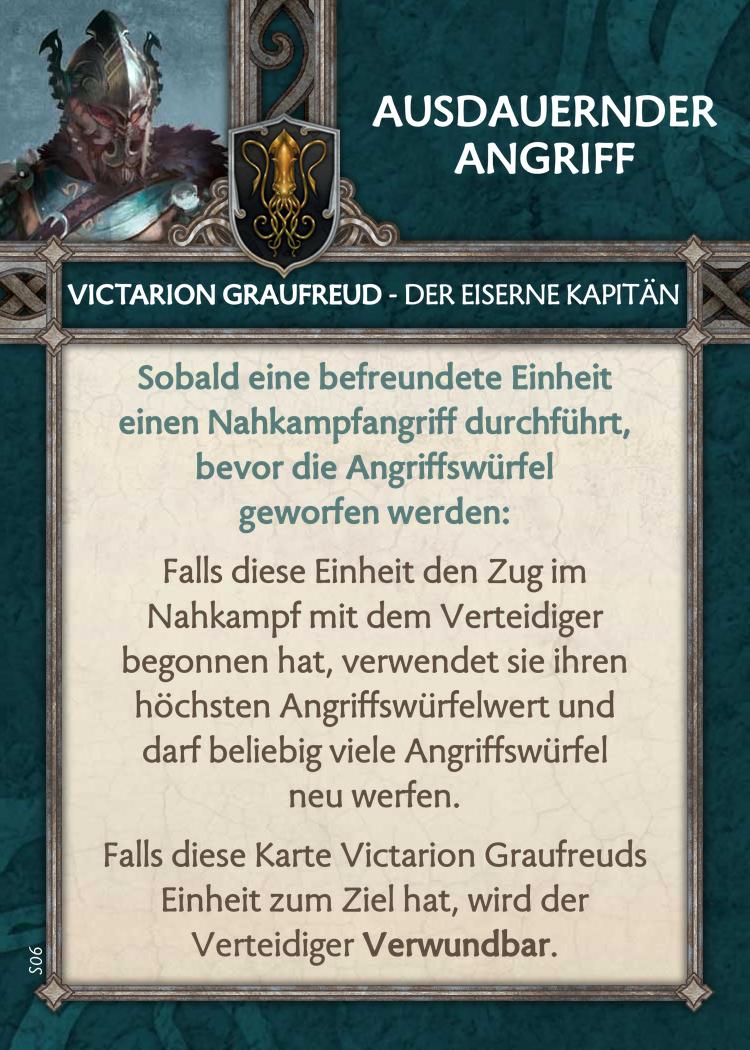 AUSDAUERNDER
ANGRIFF
VICTARION GRAUFREUD - DER EISERNE KAPITÄN
Sobald eine befreundete Einheit
einen Nahkampfangriff durchführt,
bevor die Angriffswürfel
geworfen werden:
Falls diese Einheit den Zug im
Nahkampf mit dem Verteidiger
begonnen hat, verwendet sie ihren
höchsten Angriffswürfelwert und
darf beliebig viele Angriffswürfel
neu werfen.
Falls diese Karte Victarion Graufreuds
Einheit zum Ziel hat, wird der
Verteidiger Verwundbar.
S06